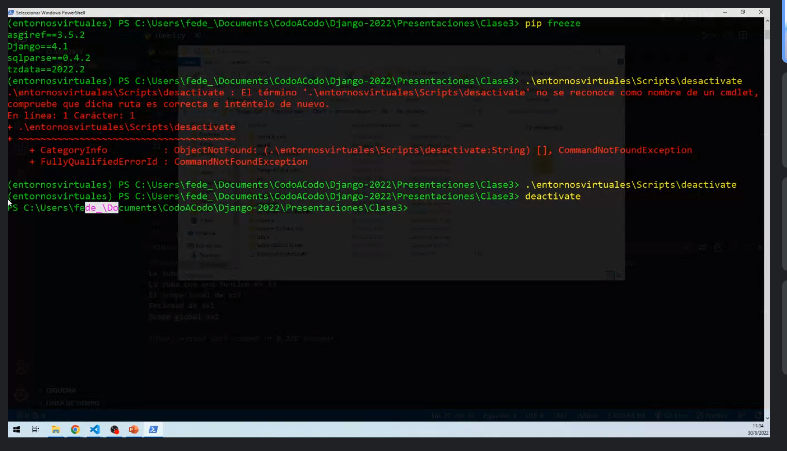 Seleccionar Windows PowerShell
(entornosvirtuales) PS C:\Users\fede_\Documents\CodoACodo\Django-2022\Presentaciones\Clase3> pip freeze
asgiref==3.5.2
Django==4.1
sqlparse==0.4.2
tzdata==2022.2
(entornosvirtuales) PS C:\Users\fede_\Documents\CodoACodo\Django-2022\Presentaciones\Clase3> .\entornosvirtuales\Scripts\desactivate
.\entornosvirtuales\Scripts\desactivate : El término '.\entornosvirtuales\Scripts\desactivate' no se reconoce como nombre de un cmdlet,
compruebe que dicha ruta es correcta e inténtelo de nuevo.
En línea: 1 Carácter: 1
+ .\entornosvirtuales\Scripts\desactivate
+ ~~~~~~~~~~~~~~~~~~~~~~~~~~~~~~~~~~~~~~~
+ CategoryInfo : ObjectNotFound: (.\entornosvirtuales\Scripts\desactivate:String) [], CommandNotFoundException
+ FullyQualifiedErrorId : CommandNotFoundException
(entornosvirtuales) PS C:\Users\fede_\Documents\CodoACodo\Django-2022\Presentaciones\Clase3> .\entornosvirtuales\Scripts\deactivate
(entornosvirtuales) PS C:\Users\fede_\Documents\CodoACodo\Django-2022\Presentaciones\Clase3> deactivate
PS C:\Users\fede_\Documents\CodoACodo\Django-2022\Presentaciones\Clase3>